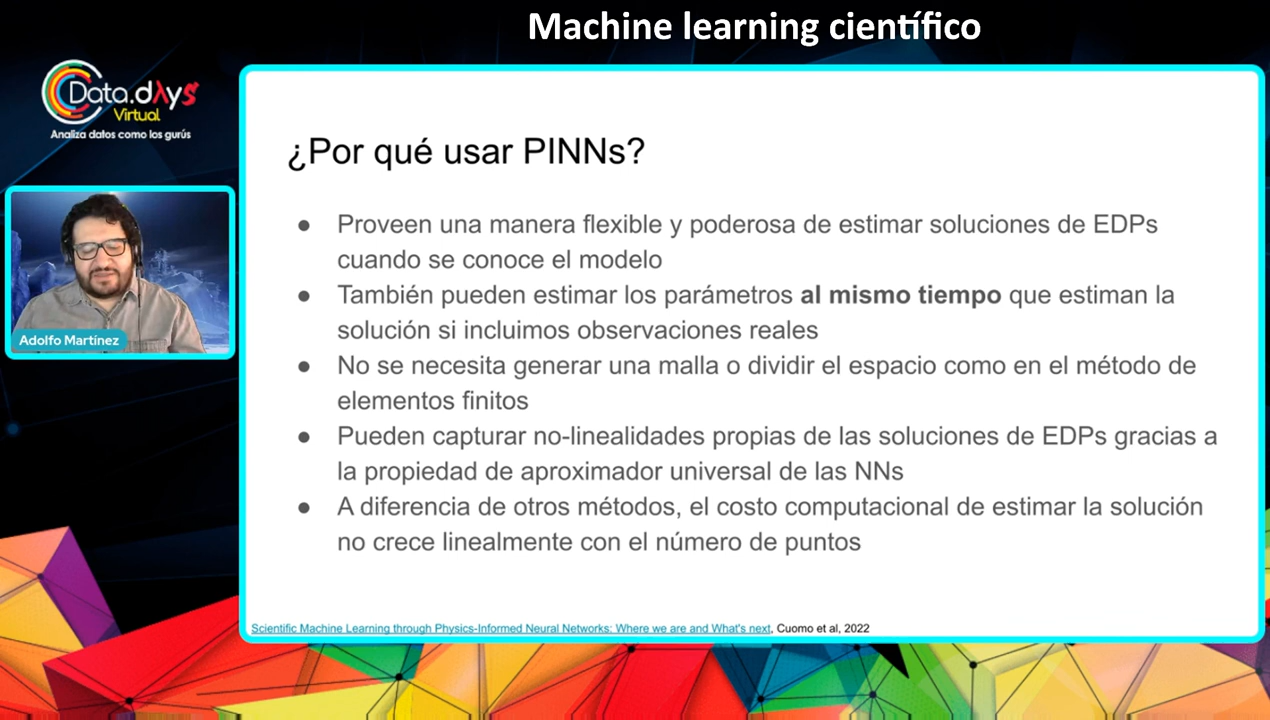 Machine learning científico
Data.dλys
Virtual
Analiza datos como los gurús
Adolfo Martínez
¿Por qué usar PINNs?
● Proveen una manera flexible y poderosa de estimar soluciones de EDPs
cuando se conoce el modelo
● También pueden estimar los parámetros al mismo tiempo que estiman la
solución si incluimos observaciones reales
● No se necesita generar una malla o dividir el espacio como en el método de
elementos finitos
● Pueden capturar no-linealidades propias de las soluciones de EDPs gracias a
la propiedad de aproximador universal de las NNs
● A diferencia de otros métodos, el costo computacional de estimar la solución
no crece linealmente con el número de puntos
Scientific Machine Learning through Physics-Informed Neural Networks: Where we are and What's next, Cuomo et al, 2022